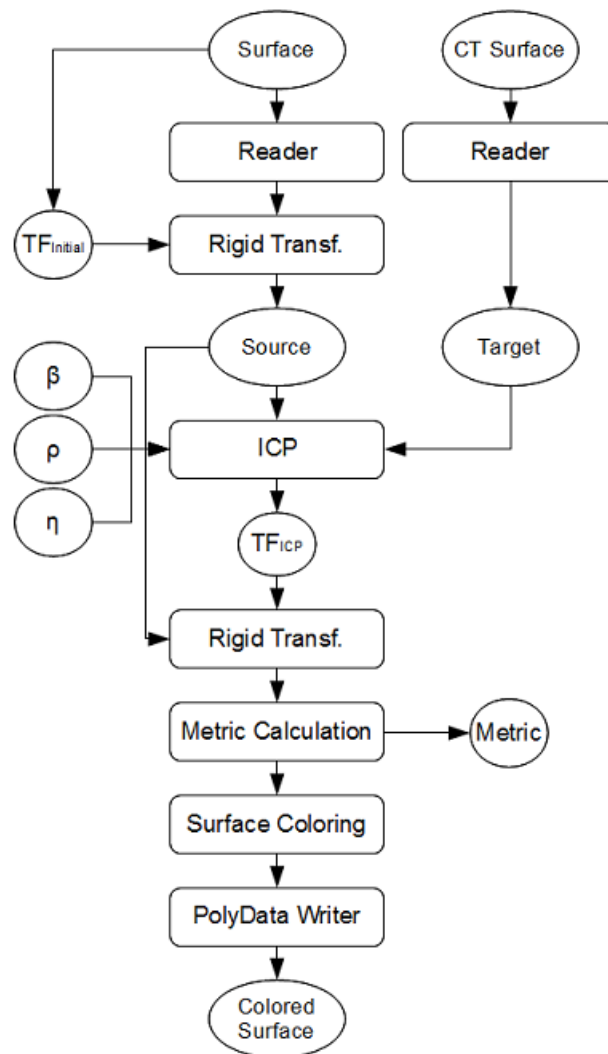 Surface
CT Surface
Reader
Reader
TFInitial
Rigid Transf.
Source
Target
β
ρ
ICP
η
TFICP
Rigid Transf.
Metric Calculation
Metric
Surface Coloring
PolyData Writer
Colored
Surface